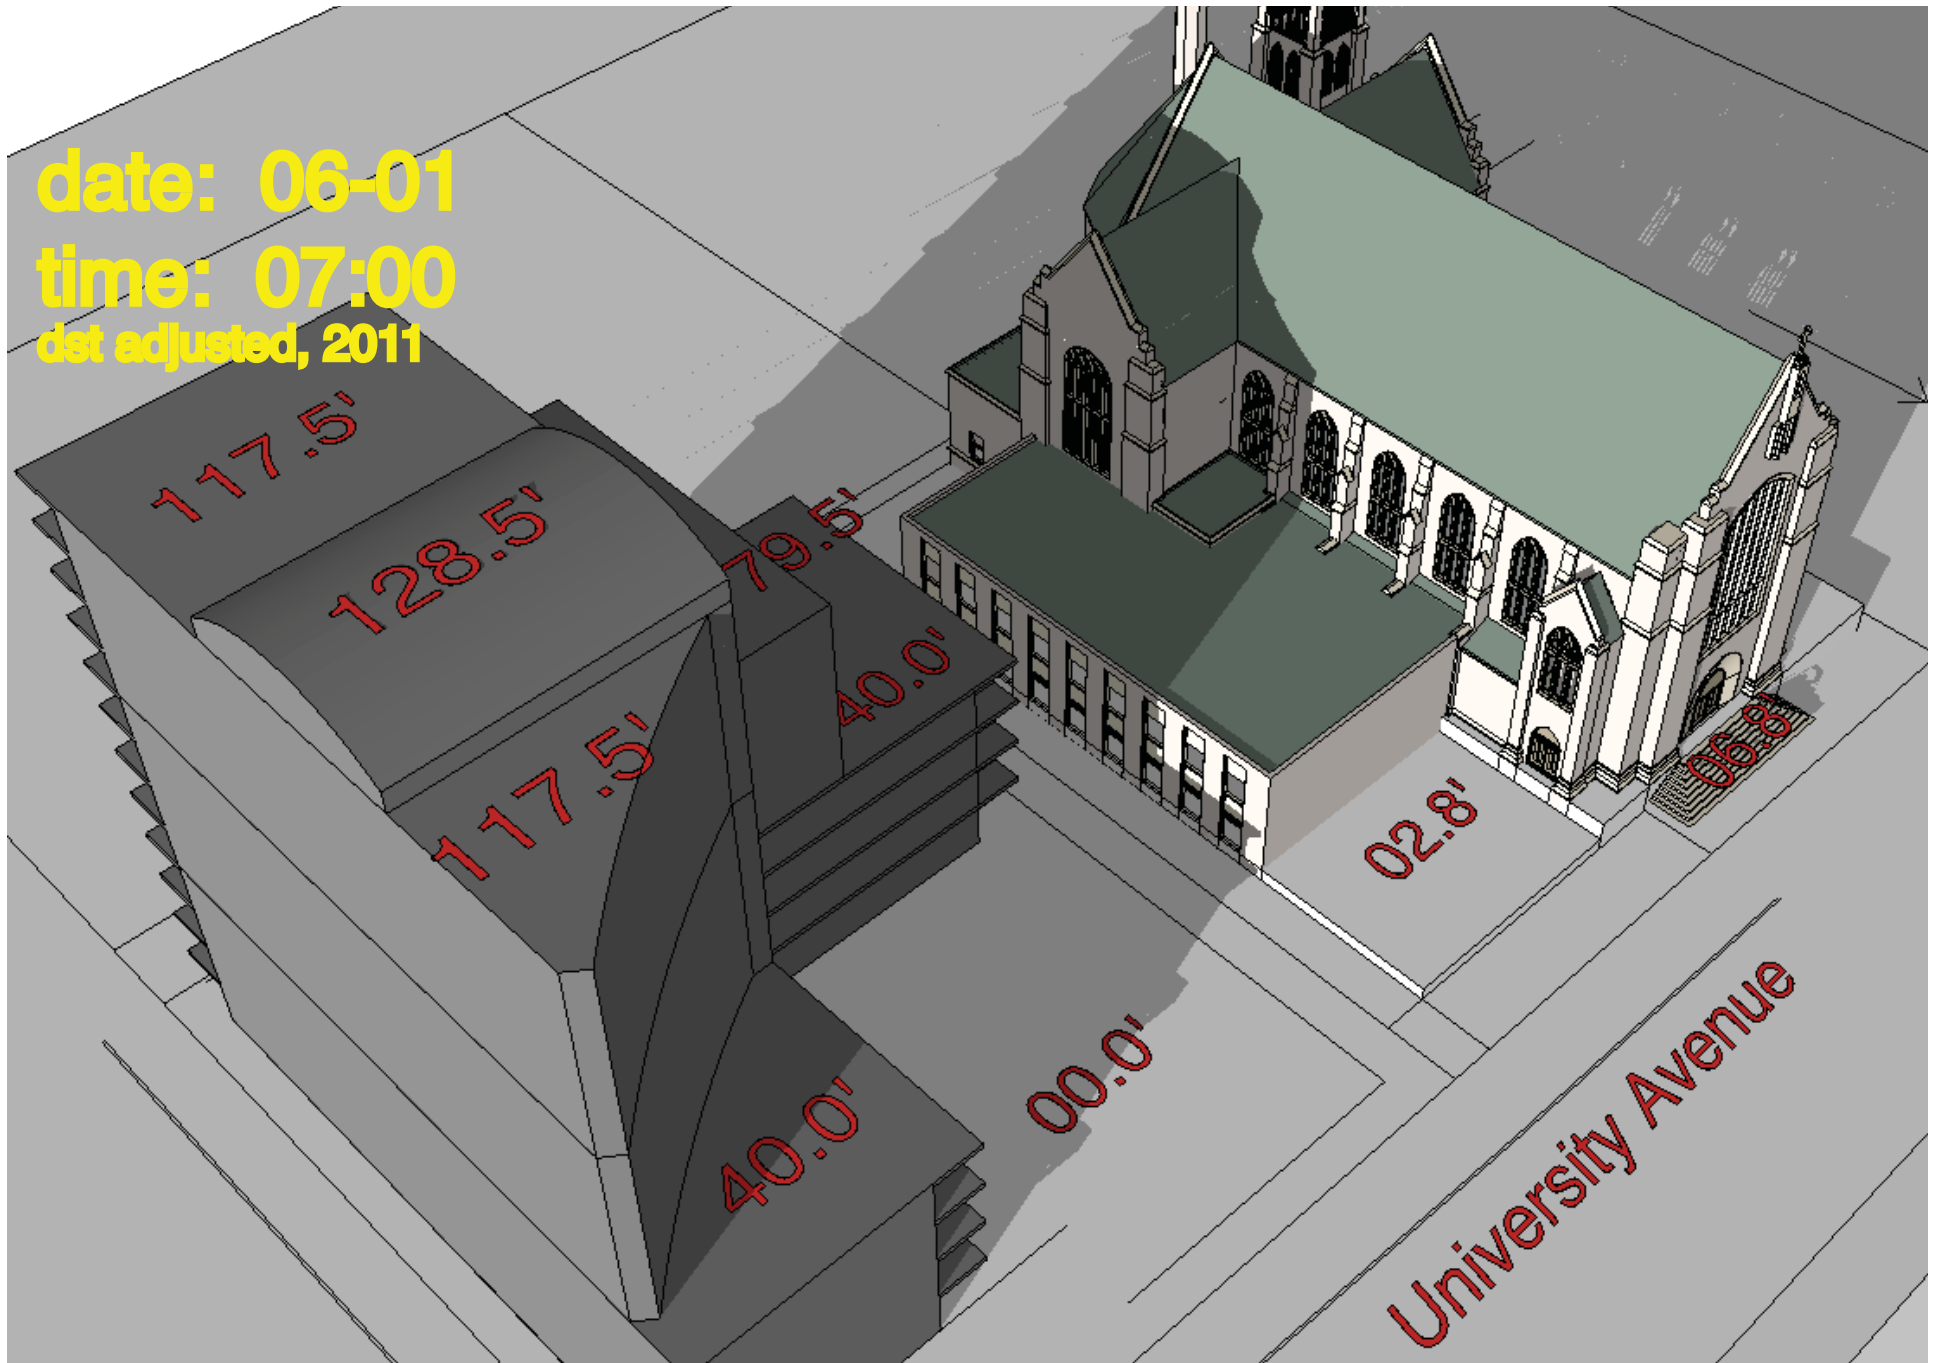 date: 06-01
time: 07:00
dst adjusted, 2011
117.5'
128.5'
79.5'
40.0'
117.5'
06.8'
02.8'
00.0'
40.0'
University Avenue